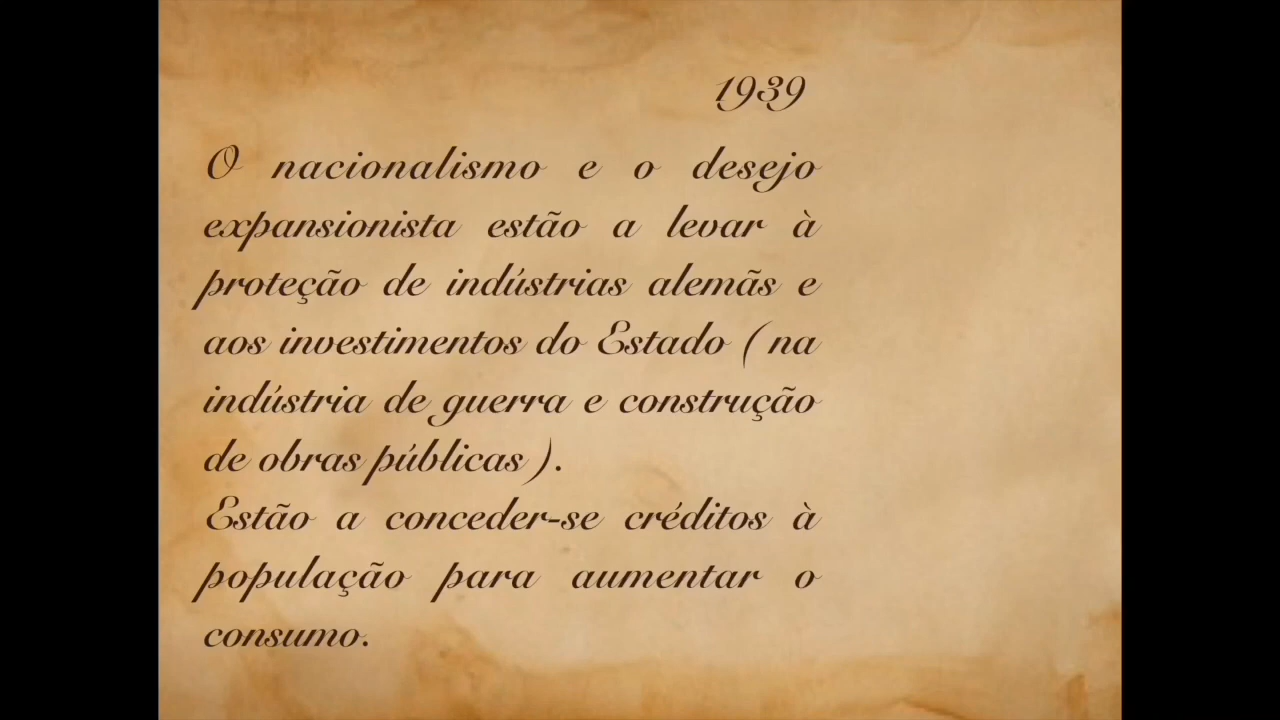 1939
O nacionalismo e o desejo
expansionista estão a levar à
proteção de indústrias alemãs e
aos investimentos do Estado ( na
indústria de guerra e construção
de obras públicas ).
Estão a conceder-se créditos à
população para aumentar o
consumo.